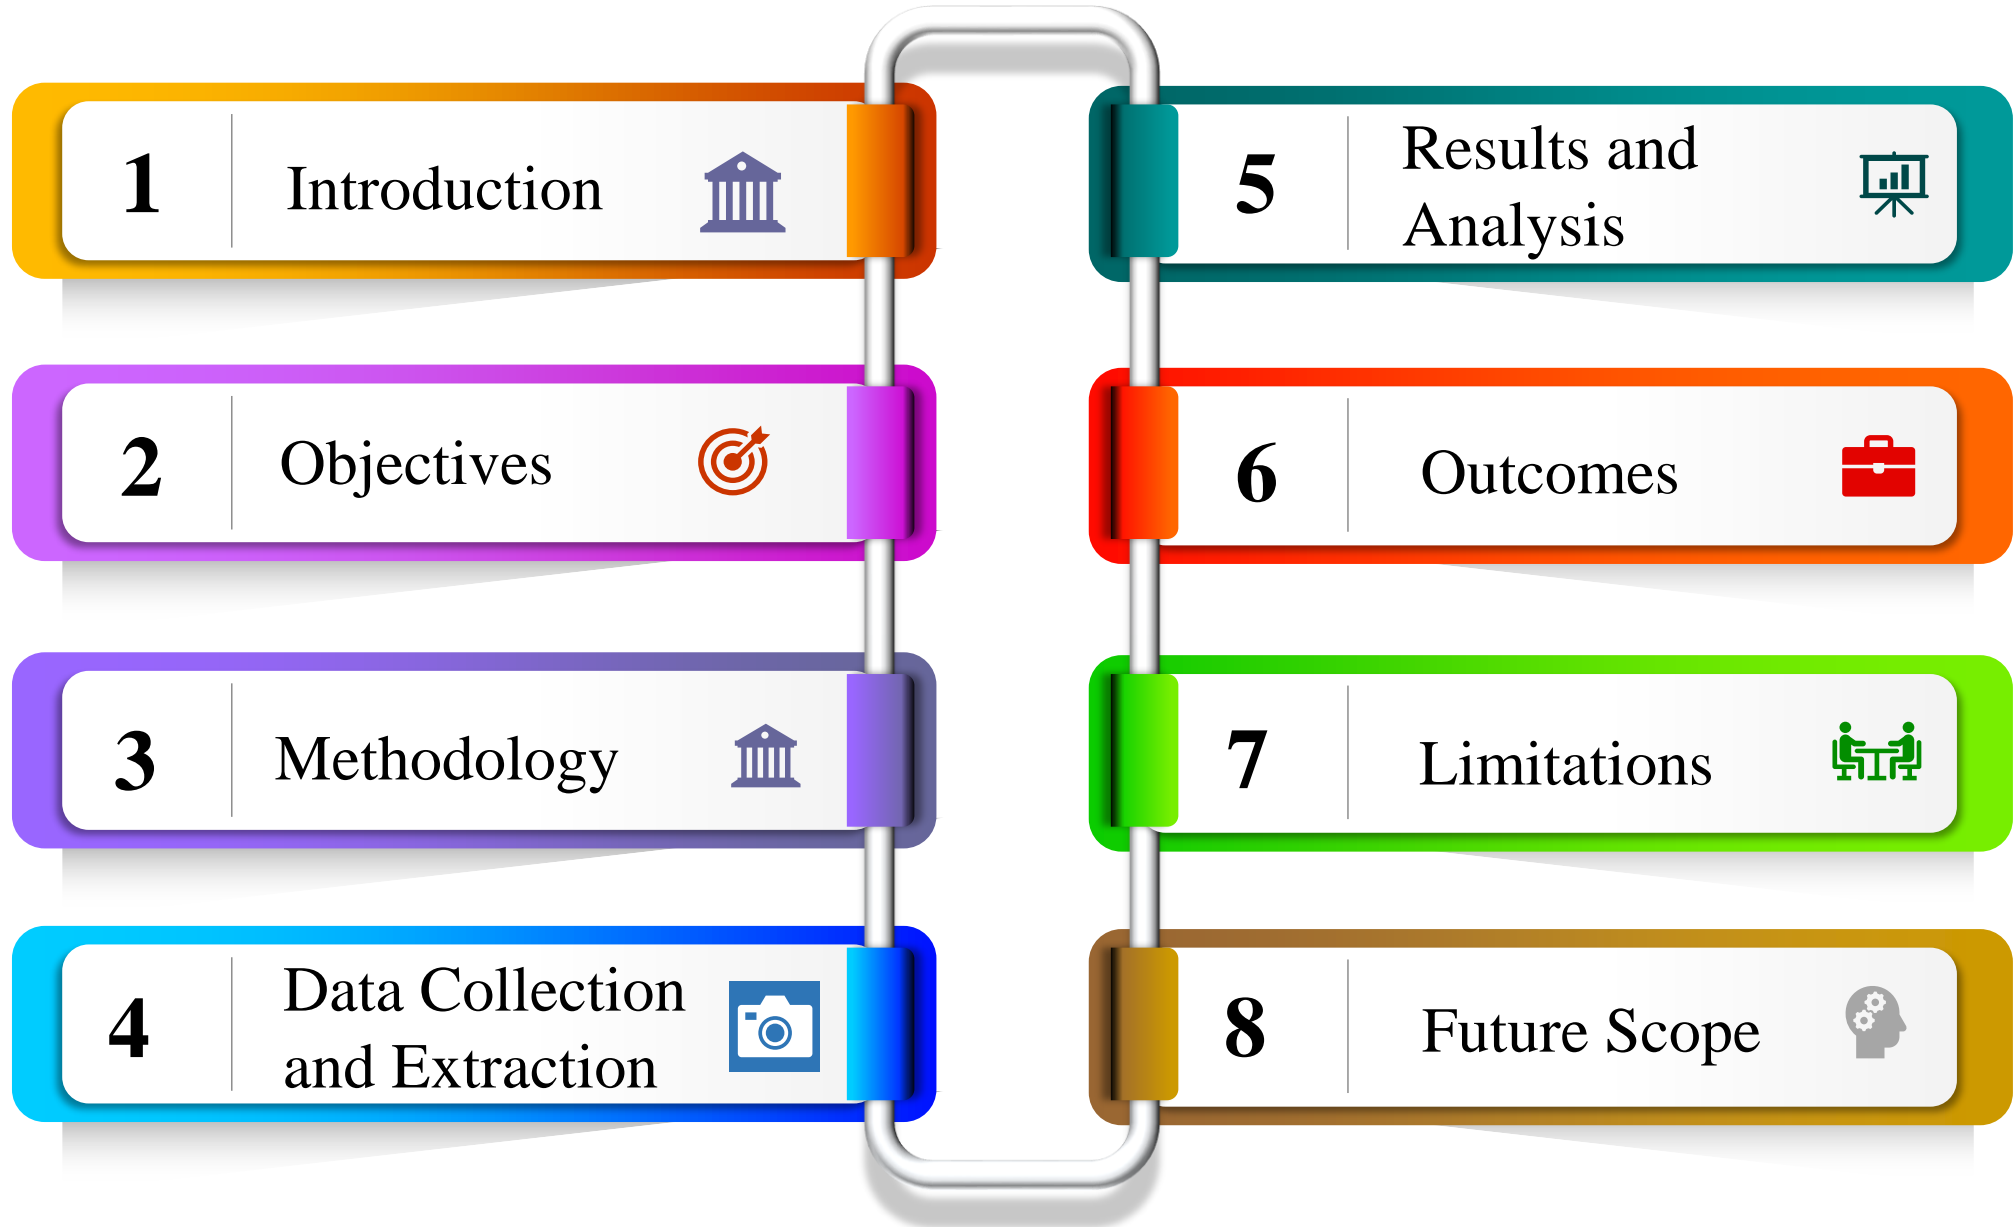 1
Introduction
2
Objectives
3
Methodology
4
Data Collection
and Extraction
5
Results and
Analysis
6
Outcomes
7
Limitations
8
Future Scope